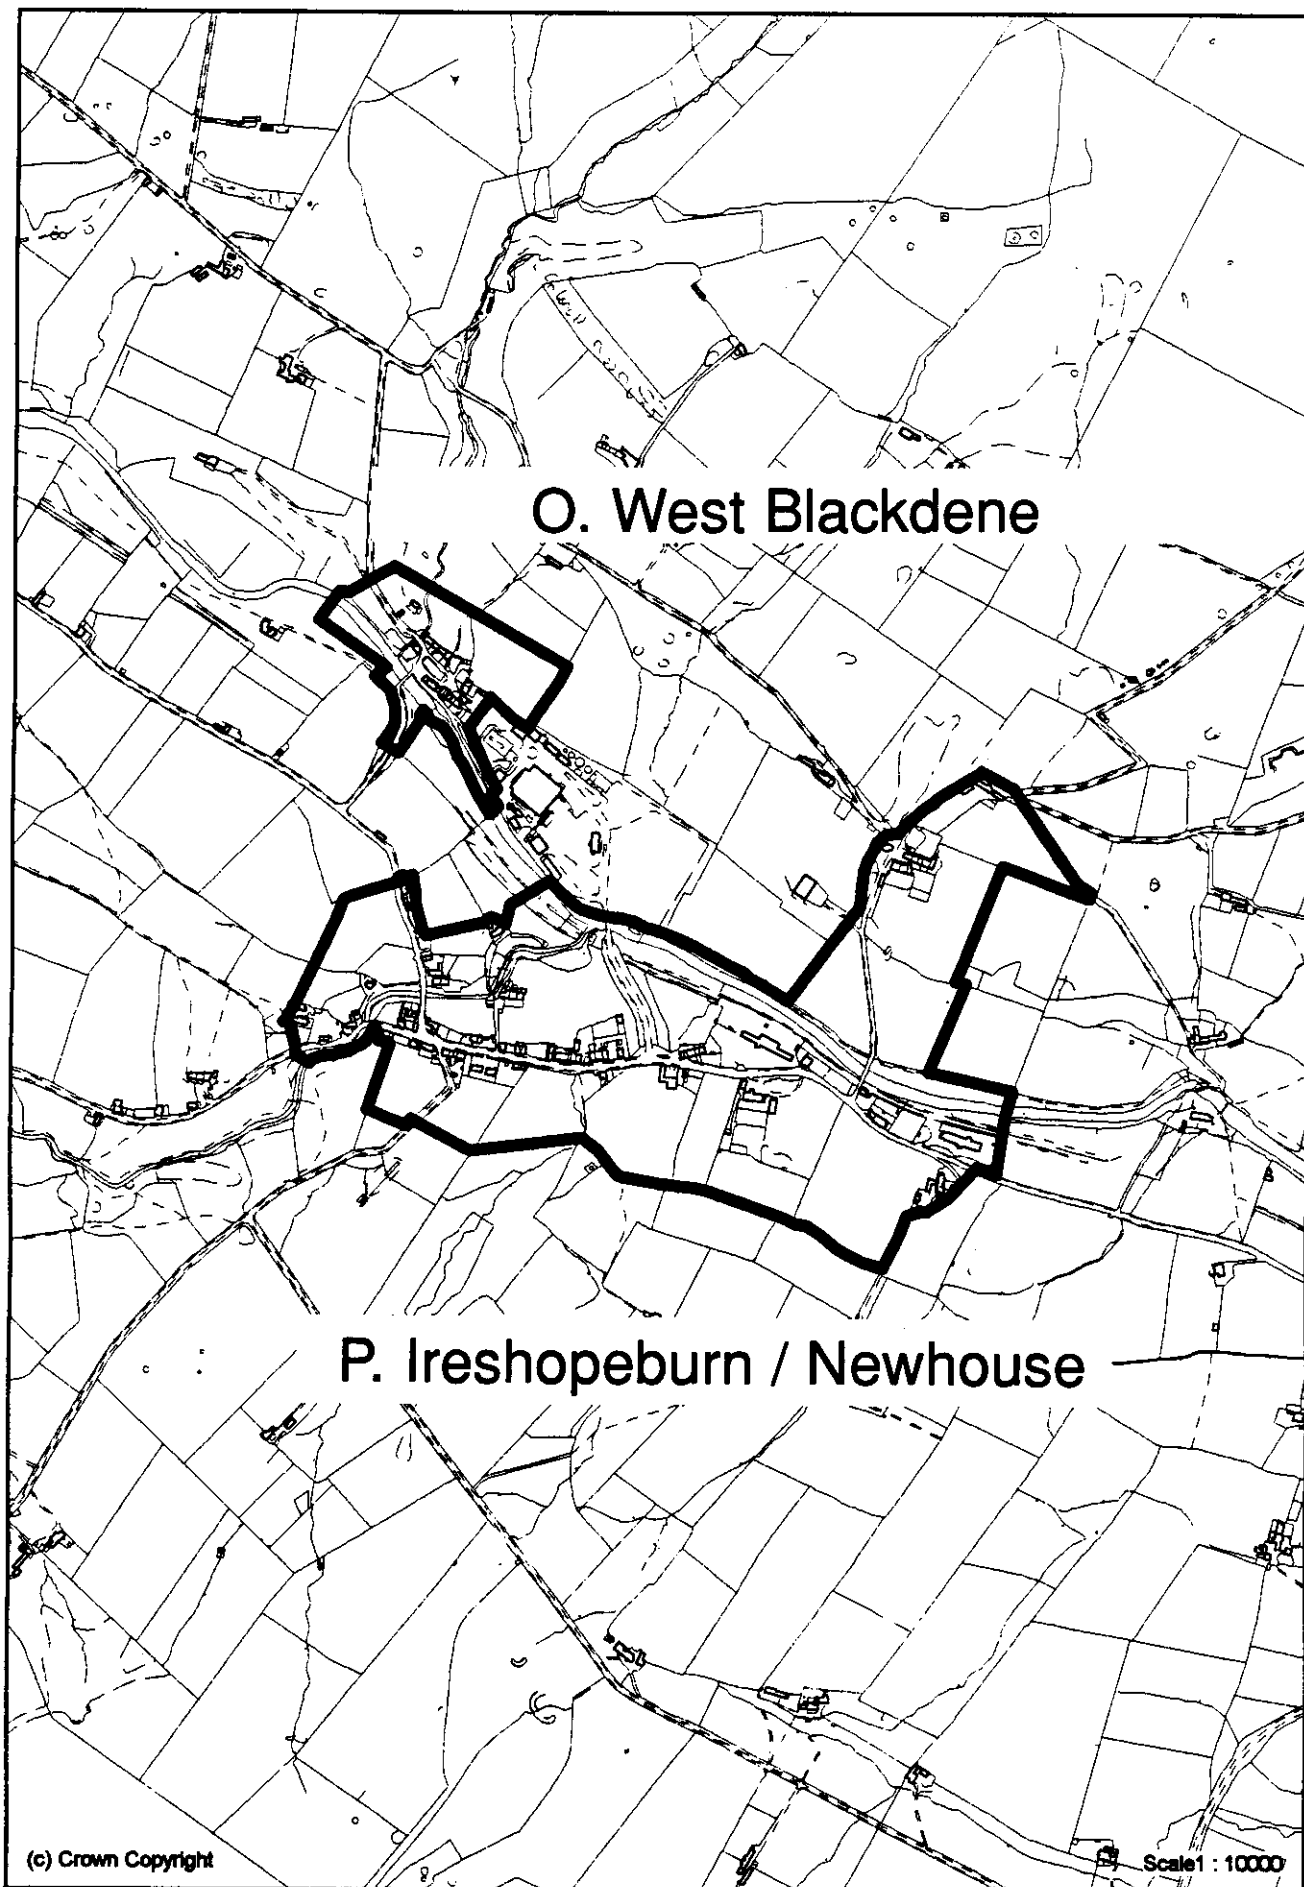 O. West Blackdene
P. Ireshopeburn / Newhouse
(c) Crown Copyright
Scale1 : 10000